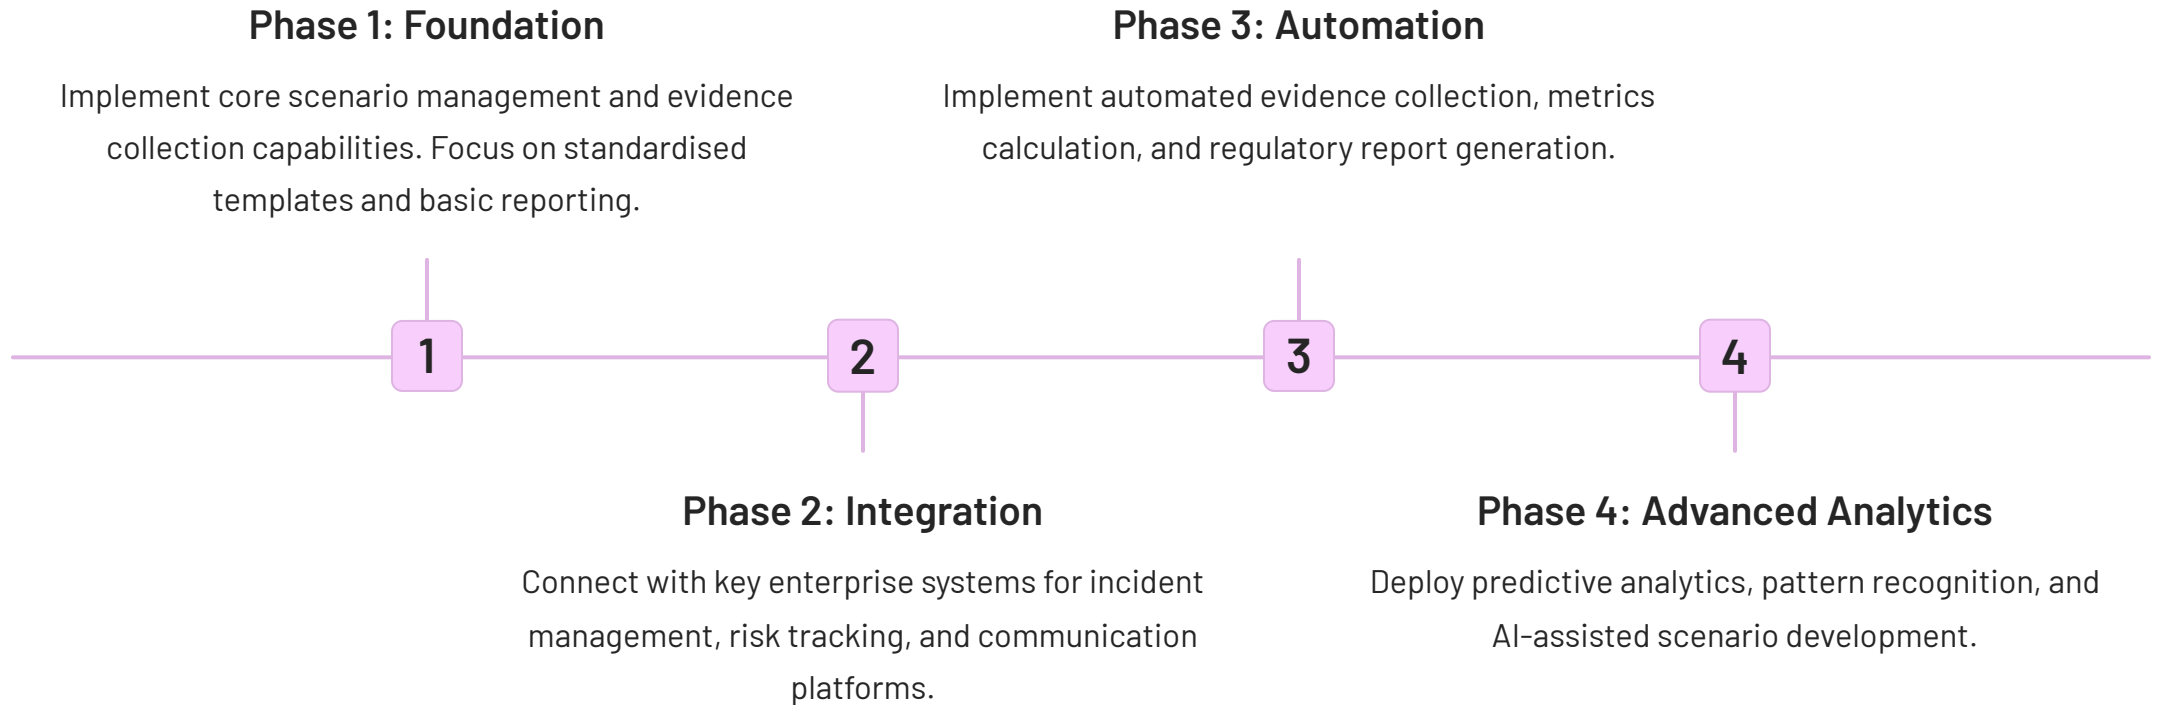 Phase 1: Foundation
Implement core scenario management and evidence
collection capabilities. Focus on standardised
templates and basic reporting.
Phase 3: Automation
Implement automated evidence collection, metrics
calculation, and regulatory report generation.
1
2
3
4
Phase 2: Integration
Connect with key enterprise systems for incident
management, risk tracking, and communication
platforms.
Phase 4: Advanced Analytics
Deploy predictive analytics, pattern recognition, and
AI-assisted scenario development.